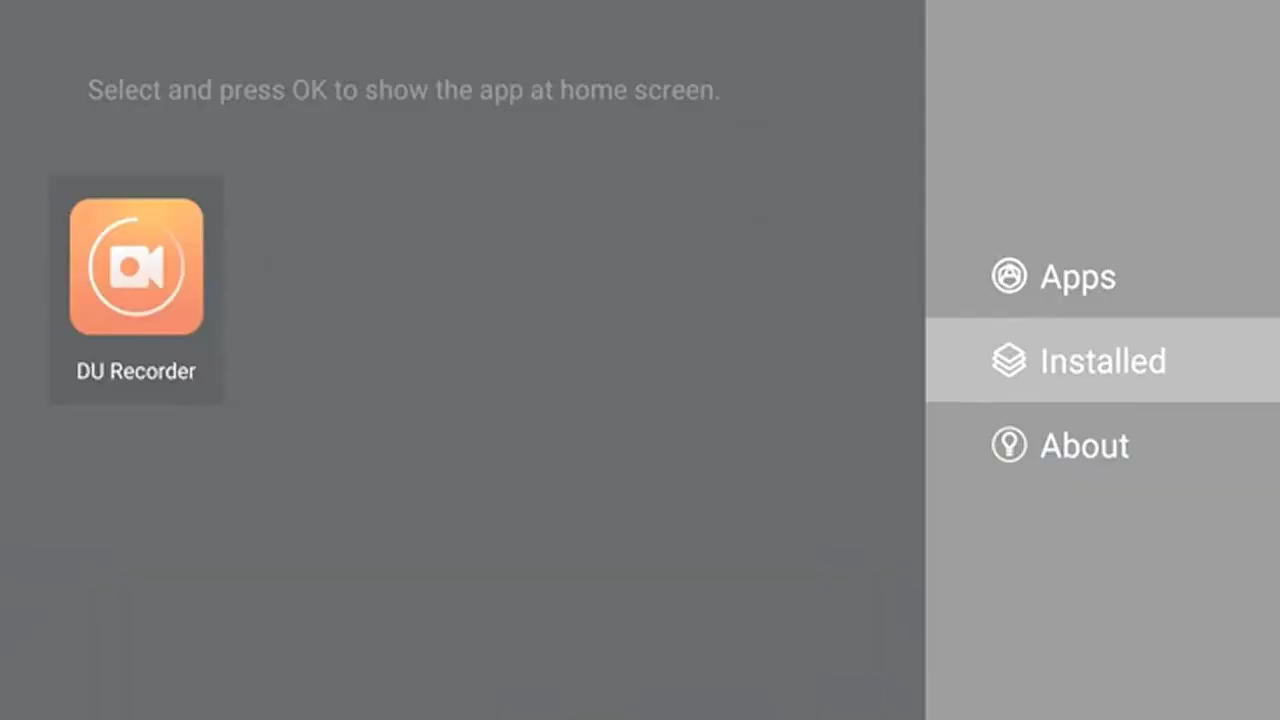 Select and press OK to show the app at home screen.
DU Recorder
Apps
Installed
About